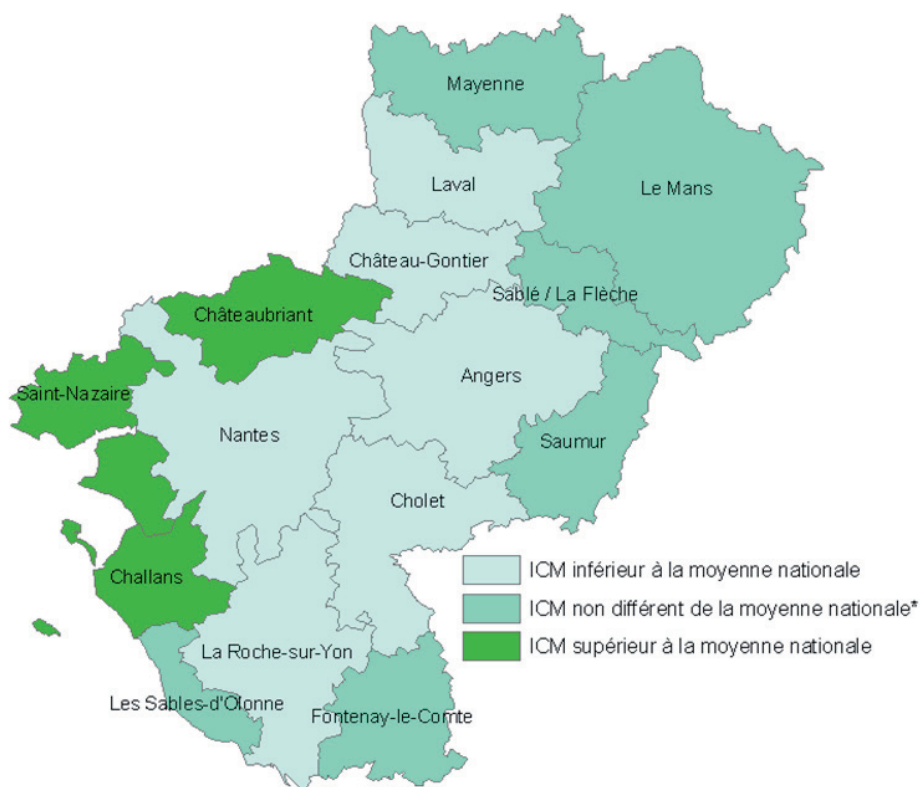 Mayenne
Laval
Le Mans
Château-Gontier
Sablé / La Flèche
Châteaubriant
Angers
Saint-Nazaire
Nantes
Saumur
Cholet
Challans
La Roche-sur-Yon
Les Sables-d'Olonne
Fontenay-le-Comte
ICM inférieur à la moyenne nationale
ICM non différent de la moyenne nationale*
ICM supérieur à la moyenne nationale